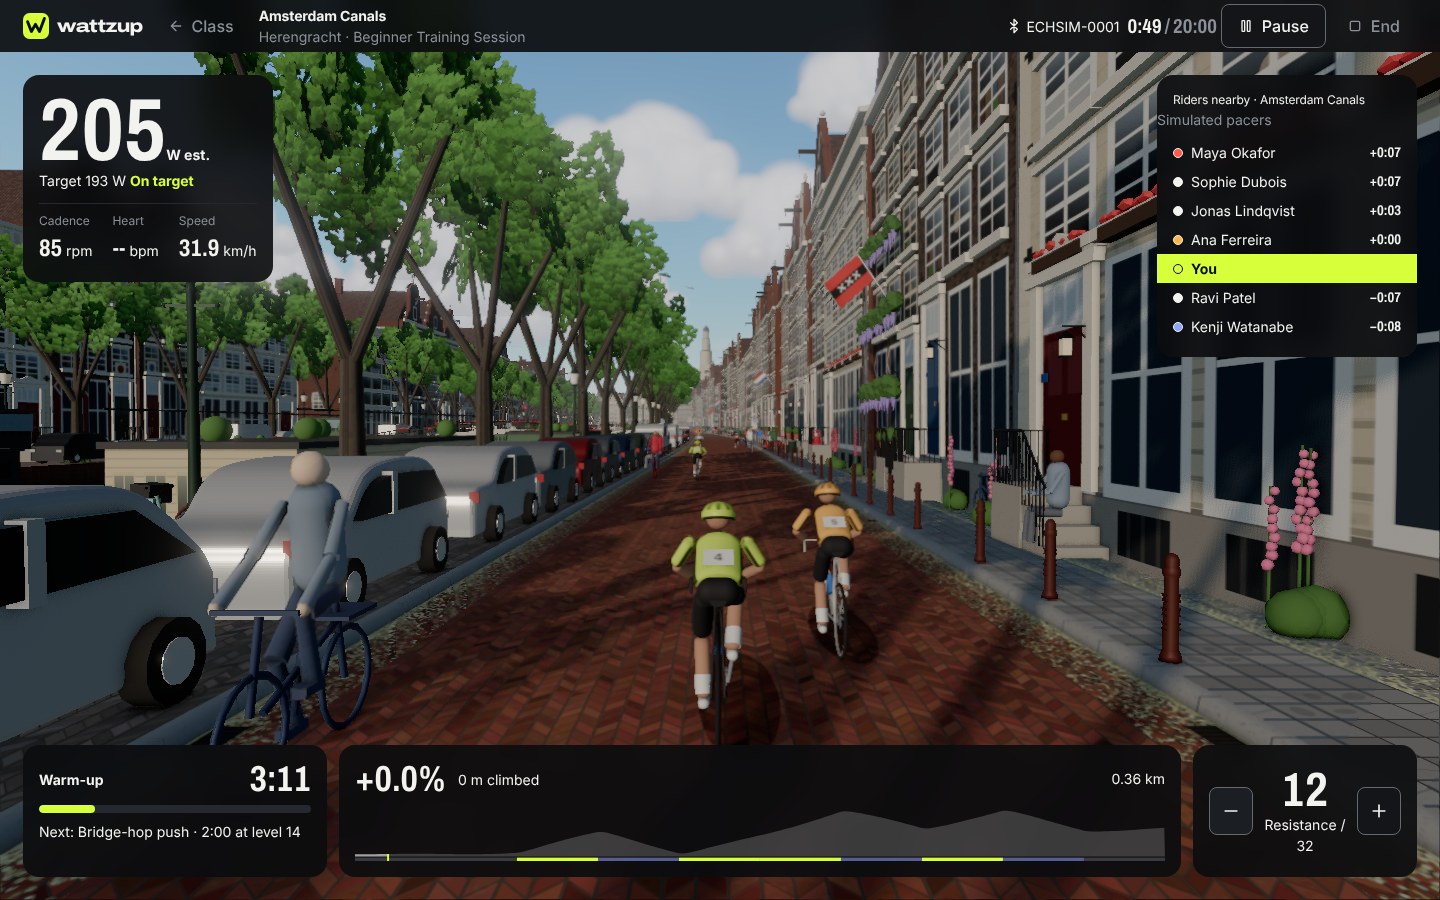 W wattzup
Class
Amsterdam Canals
Herengracht · Beginner Training Session
ECHSIM-0001 0:49 / 20:00
Pause
End
205 W est.
Target 193 W On target
Cadence Heart Speed
85 rpm -- bpm 31.9 km/h
Riders nearby · Amsterdam Canals
Simulated pacers
Maya Okafor +0:07
Sophie Dubois +0:07
Jonas Lindqvist +0:03
Ana Ferreira +0:00
You
Ravi Patel −0:07
Kenji Watanabe −0:08
4
Warm-up 3:11
Next: Bridge-hop push · 2:00 at level 14
+0.0% 0 m climbed 0.36 km
−
12
Resistance /
32
+